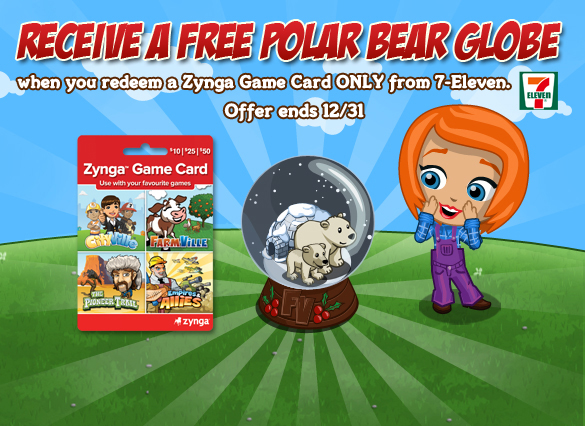 RECEIVE A FREE POLAR BEAR GLOBE
when you redeem a Zynga Game Card ONLY from 7-Eleven.
Offer ends 12/31
7 ELEVEN
$10 | $25 | $50
Zynga™ Game Card
Use with your favourite games
CityVille
FARMVILLE
THE PIONEER TRAIL
EMPIRES & ALLIES
zynga
FV